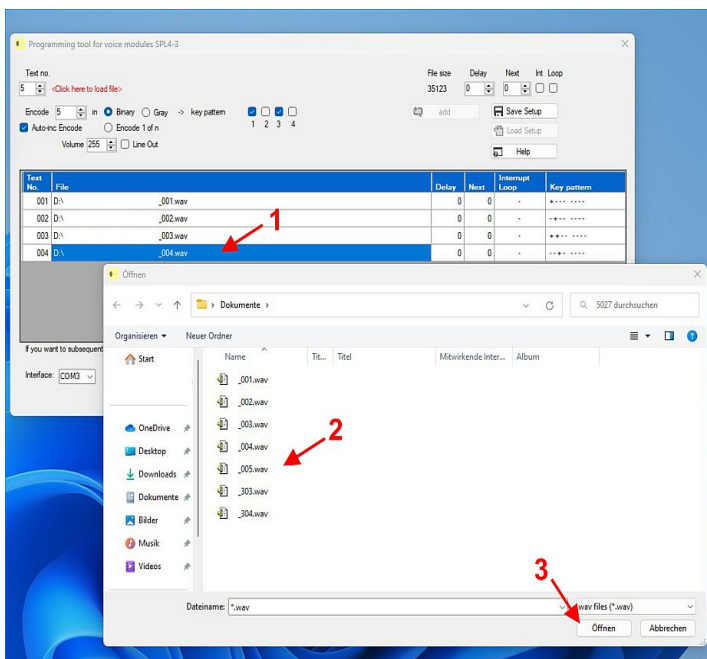 Programming tool for voice modules SPL4-3
Text no. File size Delay Next Int Loop
5 <Click here to load file> 35123 0 0
Encode 5 in Binary Gray -> key pattern add Save Setup
Auto-inc Encode Encode 1 of n 1 2 3 4 Load Setup
Volume 255 Line Out Help
Text No. File Delay Next Interrupt Loop Key pattern
001 D:\ _001.wav 0 0 - +--- ----
002 D:\ _002.wav 0 0 - -+-- ----
003 D:\ _003.wav 0 0 - ++-- ----
1
004 D:\ _004.wav 0 0 - --+- ----
If you want to subsequent
Interface: COM3
Öffnen
Dokumente
5027 durchsuchen
Organisieren Neuer Ordner
Start
OneDrive
Desktop
Downloads
Dokumente
Bilder
Musik
Videos
Name Tit... Titel Mitwirkende Inter... Album
_001.wav
_002.wav
_003.wav
_004.wav
2
_005.wav
_303.wav
_304.wav
3
Dateiname: *.wav wav files (*.wav)
Öffnen Abbrechen